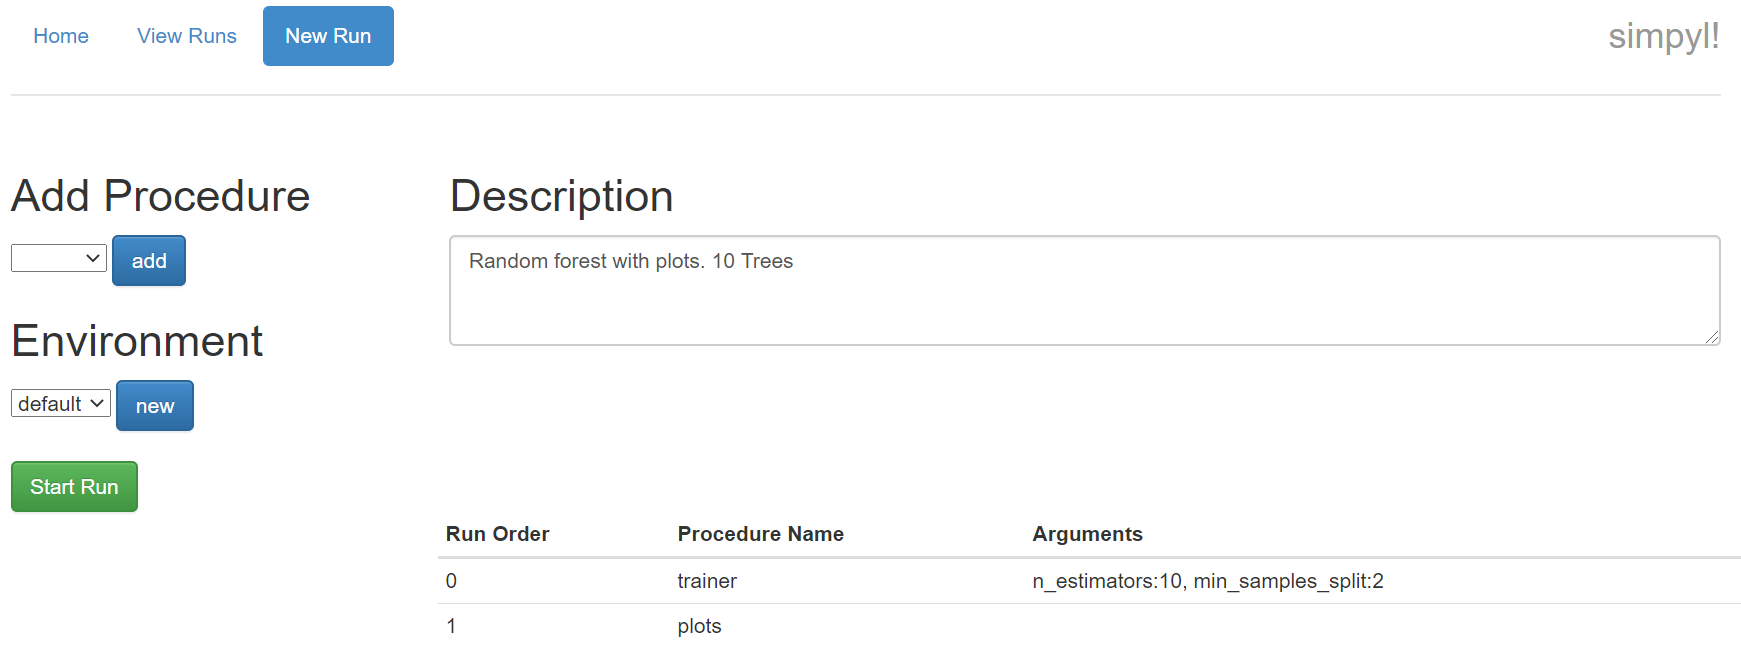 Home View Runs New Run simpyl!
Add Procedure
add
Environment
default new
Start Run
Description
Random forest with plots. 10 Trees
Run Order Procedure Name Arguments
0 trainer n_estimators:10, min_samples_split:2
1 plots